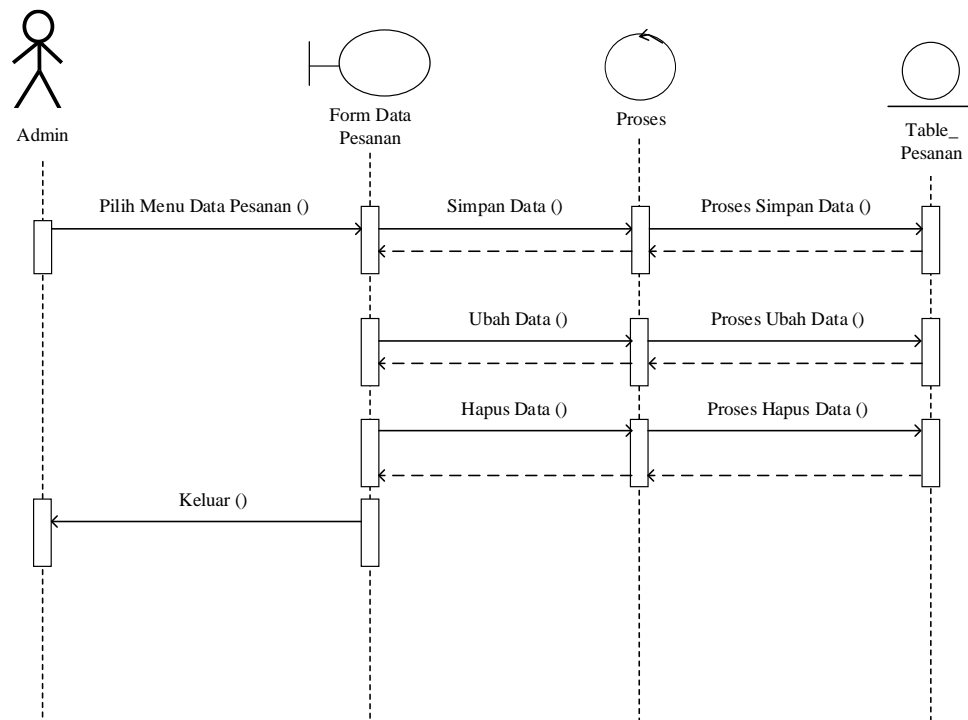 Admin
Form Data
Pesanan
Proses
Table_
Pesanan
Pilih Menu Data Pesanan ()
Simpan Data ()
Proses Simpan Data ()
Ubah Data ()
Proses Ubah Data ()
Hapus Data ()
Proses Hapus Data ()
Keluar ()